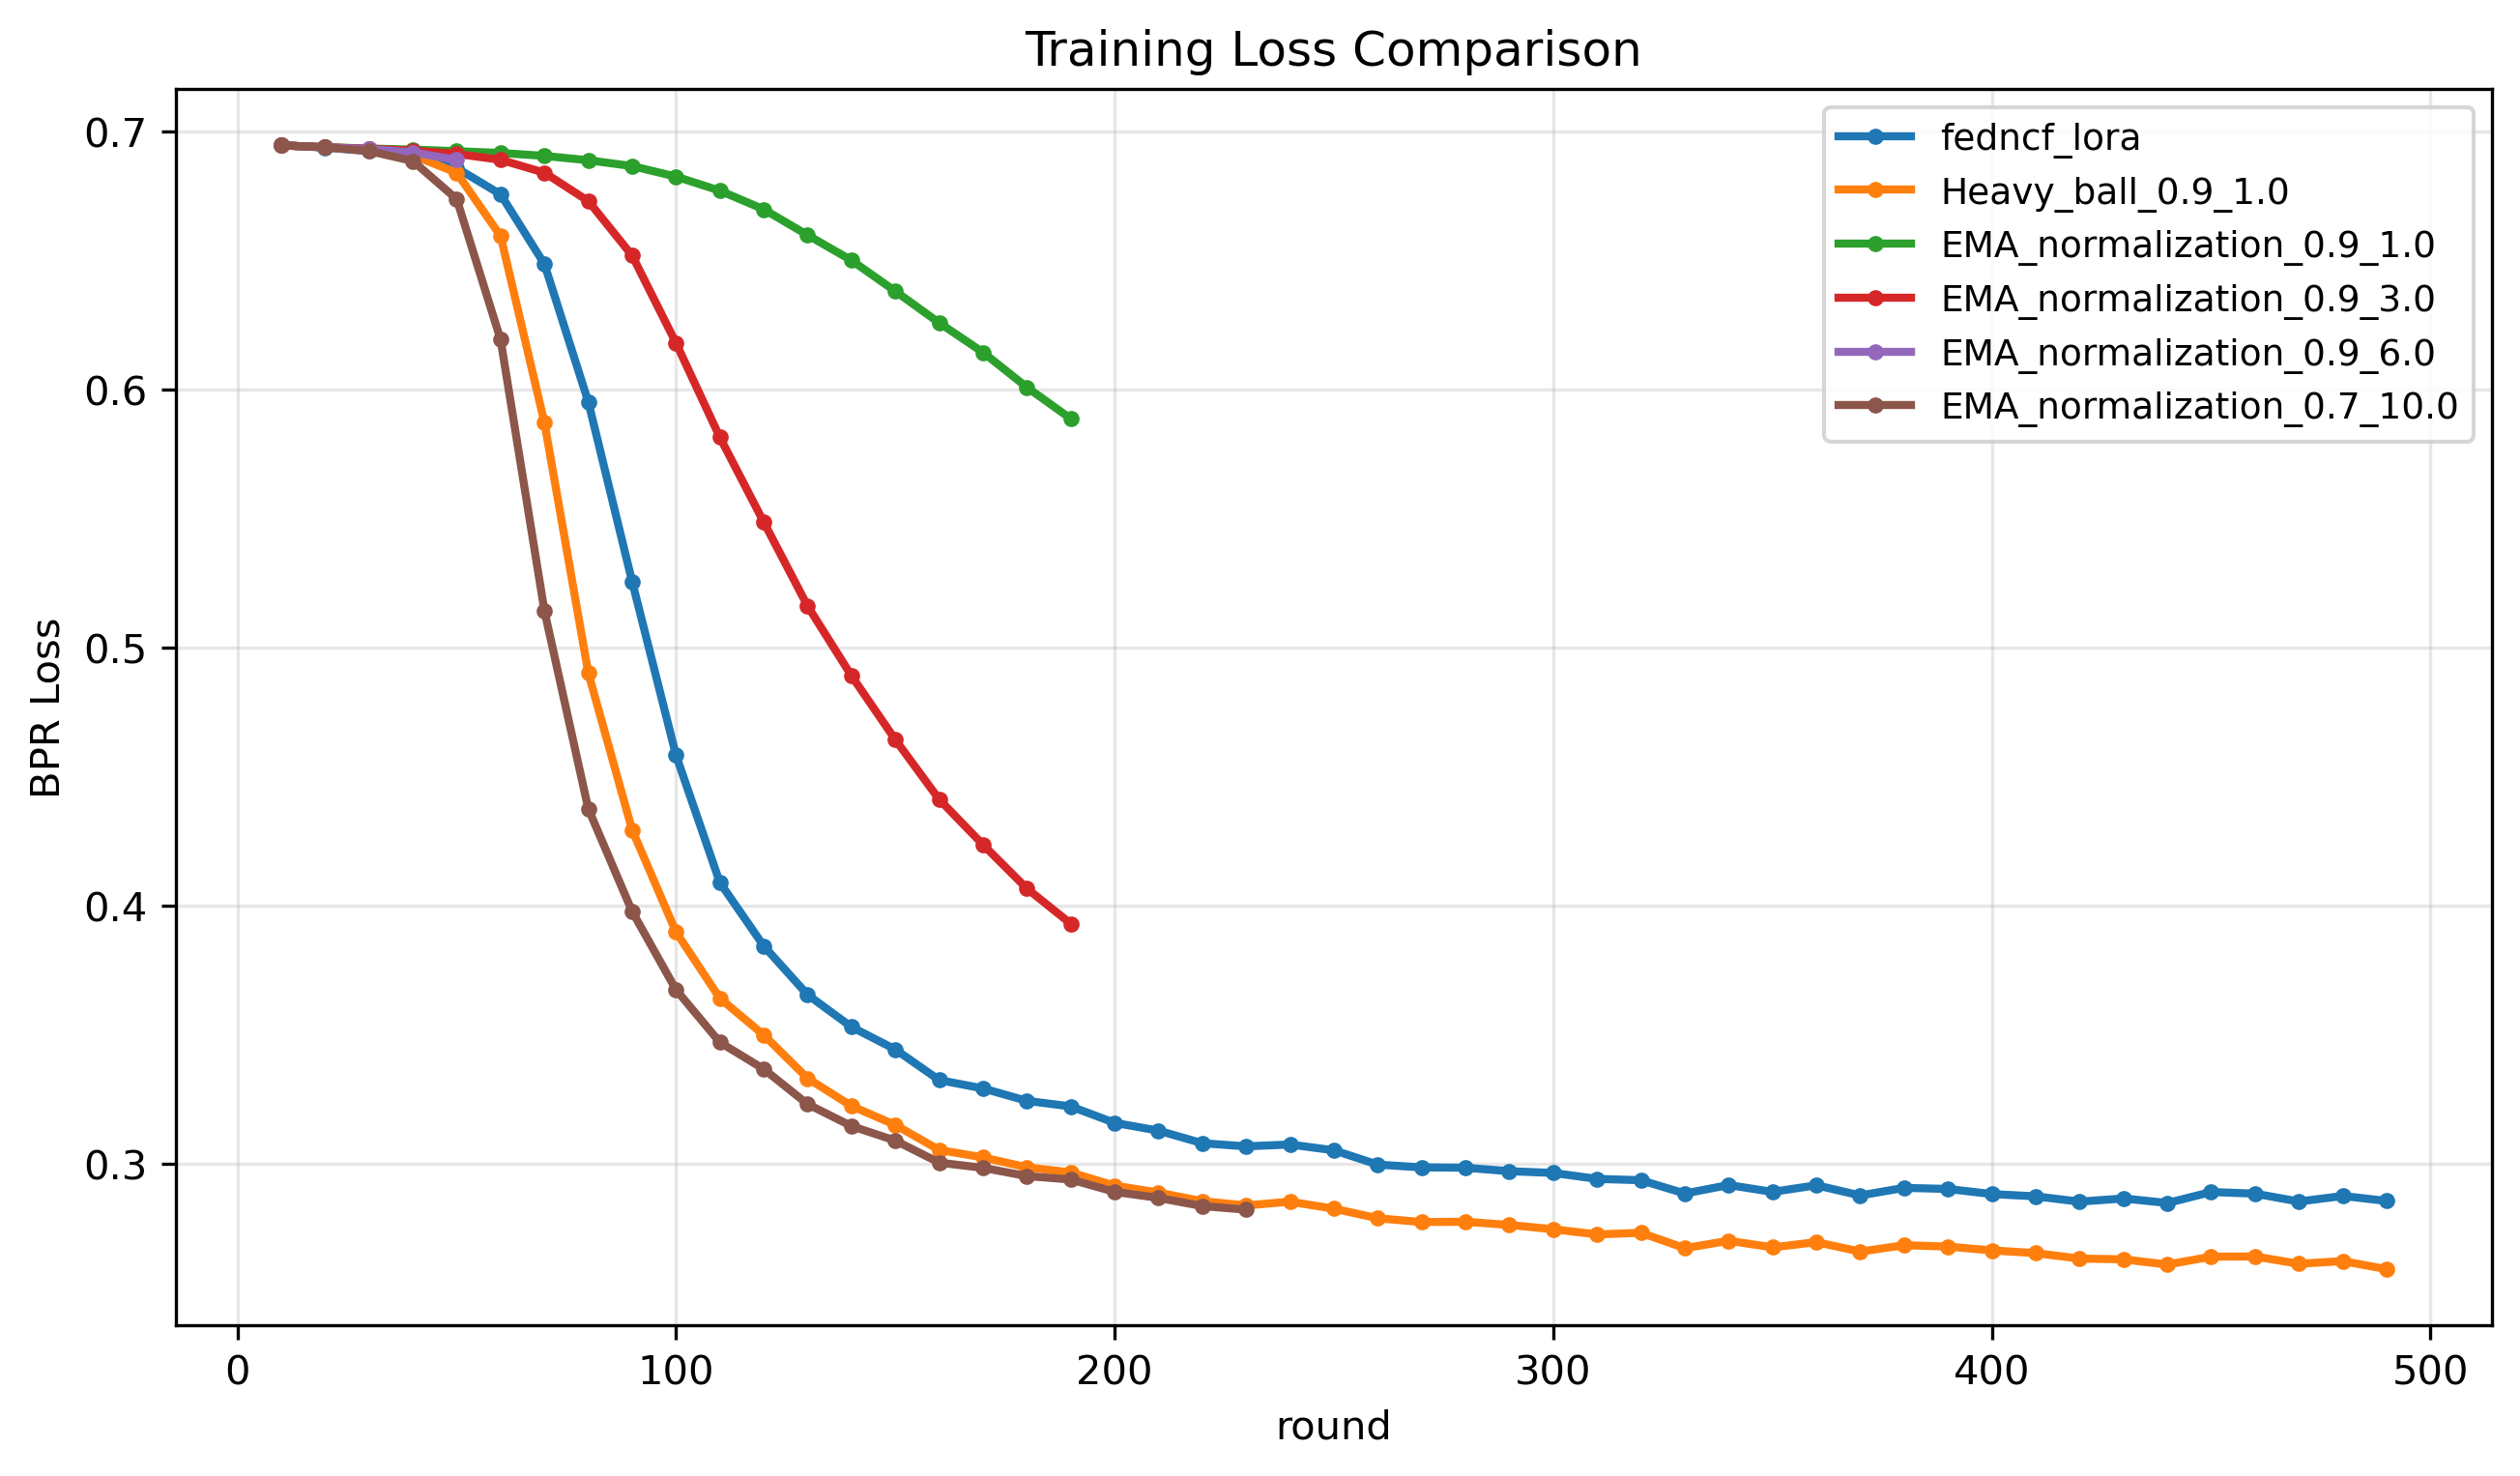 Training Loss Comparison
fedncf_lora
Heavy_ball_0.9_1.0
EMA_normalization_0.9_1.0
EMA_normalization_0.9_3.0
EMA_normalization_0.9_6.0
EMA_normalization_0.7_10.0
BPR Loss
0.7
0.6
0.5
0.4
0.3
0
100
200
300
400
500
round